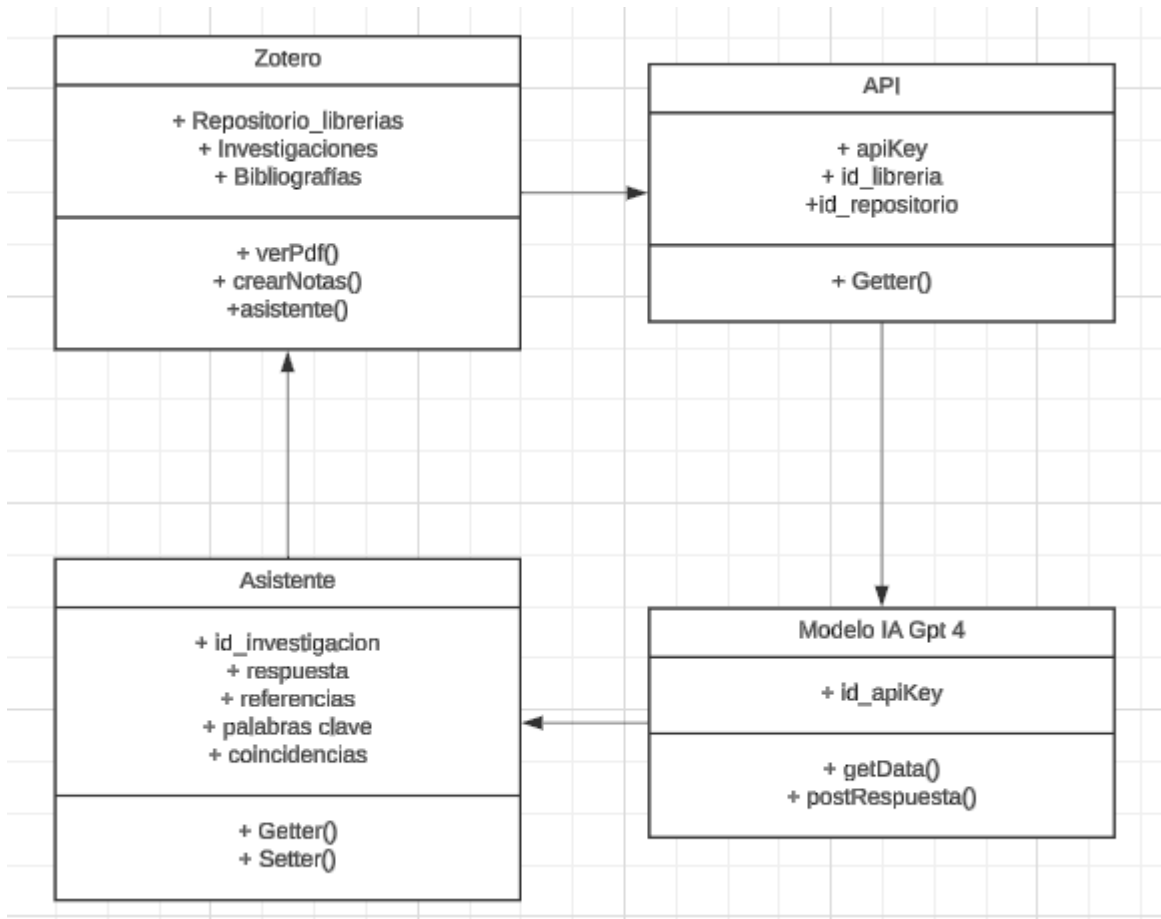 Zotero
+ Repositorio_librerias
+ Investigaciones
+ Bibliografías
+ verPdf()
+ crearNotas()
+asistente()
API
+ apiKey
+ id_libreria
+id_repositorio
+ Getter()
Asistente
+ id_investigacion
+ respuesta
+ referencias
+ palabras clave
+ coincidencias
+ Getter()
+ Setter()
Modelo IA Gpt 4
+ id_apiKey
+ getData()
+ postRespuesta()